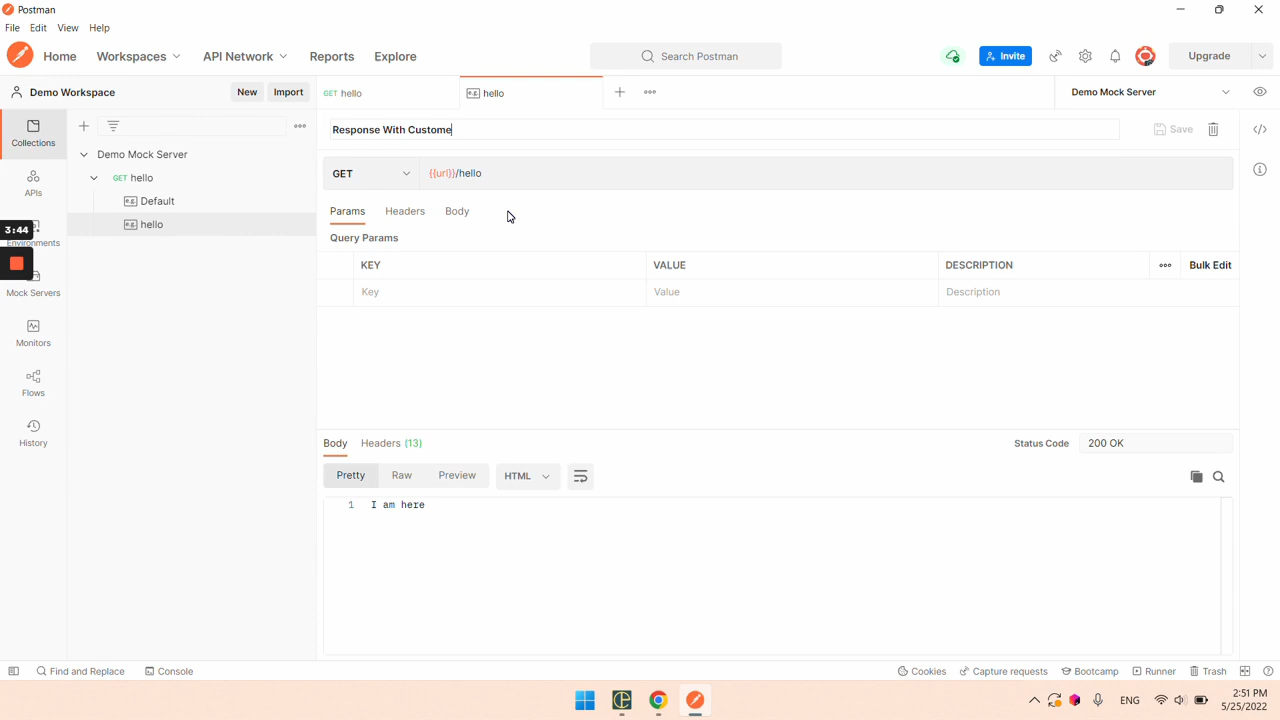 Postman
File Edit View Help
Home Workspaces API Network Reports Explore Search Postman Invite Upgrade
Demo Workspace New Import GET hello e.g. hello Demo Mock Server
Collections
APIs
3:44
Environments
Mock Servers
Monitors
Flows
History
Demo Mock Server
GET hello
e.g. Default
e.g. hello
Response With Custome Save
GET {{url}}/hello
Params Headers Body
Query Params
KEY VALUE DESCRIPTION Bulk Edit
Key Value Description
Body Headers (13) Status Code 200 OK
Pretty Raw Preview HTML
1 I am here
Find and Replace Console Cookies Capture requests Bootcamp Runner Trash
ENG 2:51 PM
5/25/2022